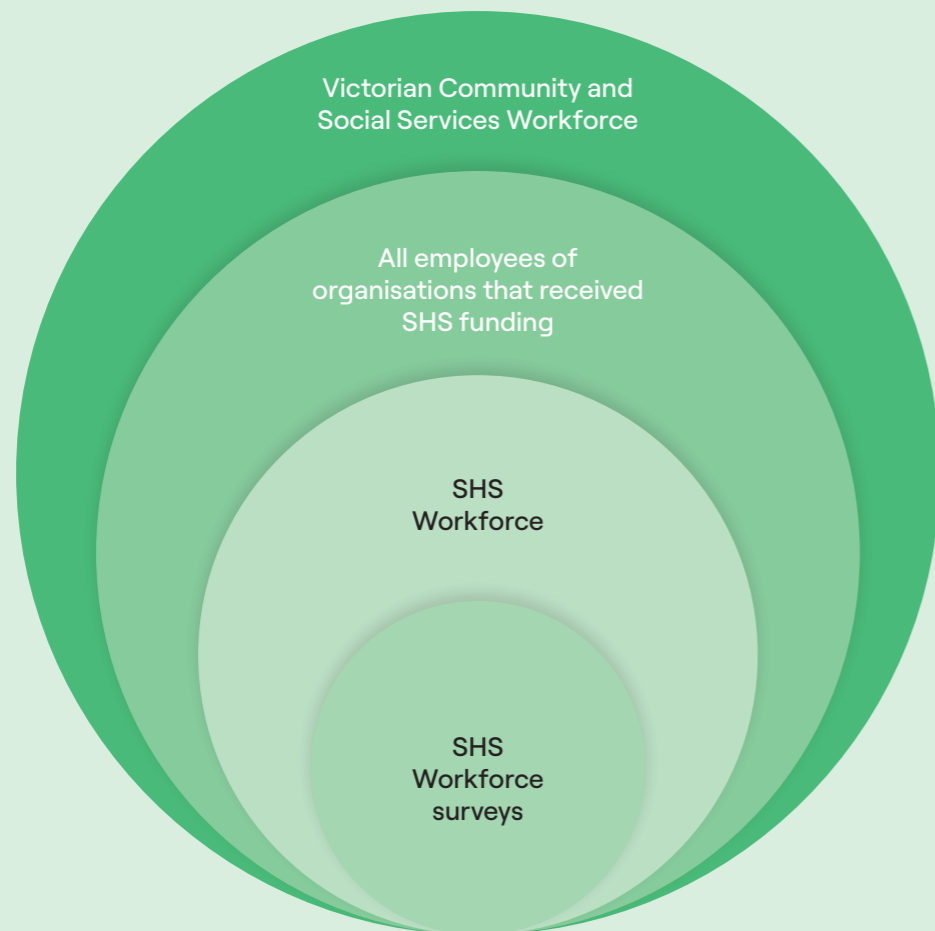 Victorian Community and
Social Services Workforce
All employees of
organisations that received
SHS funding
SHS
Workforce
SHS
Workforce
surveys